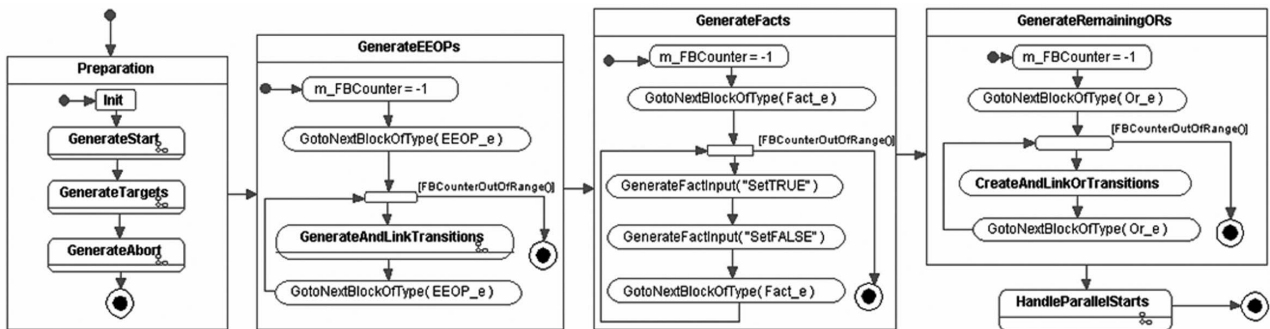 Preparation
Init
GenerateStart
GenerateTargets
GenerateAbort
GenerateEEOPs
m_FBCounter = -1
GotoNextBlockOfType( EEOP_e )
[FBCounterOutOfRange()]
GenerateAndLinkTransitions
GotoNextBlockOfType( EEOP_e )
GenerateFacts
m_FBCounter = -1
GotoNextBlockOfType( Fact_e )
[FBCounterOutOfRange()]
GenerateFactInput( "SetTRUE" )
GenerateFactInput( "SetFALSE" )
GotoNextBlockOfType( Fact_e )
GenerateRemainingORs
m_FBCounter = -1
GotoNextBlockOfType( Or_e )
[FBCounterOutOfRange()]
CreateAndLinkOrTransitions
GotoNextBlockOfType( Or_e )
HandleParallelStarts